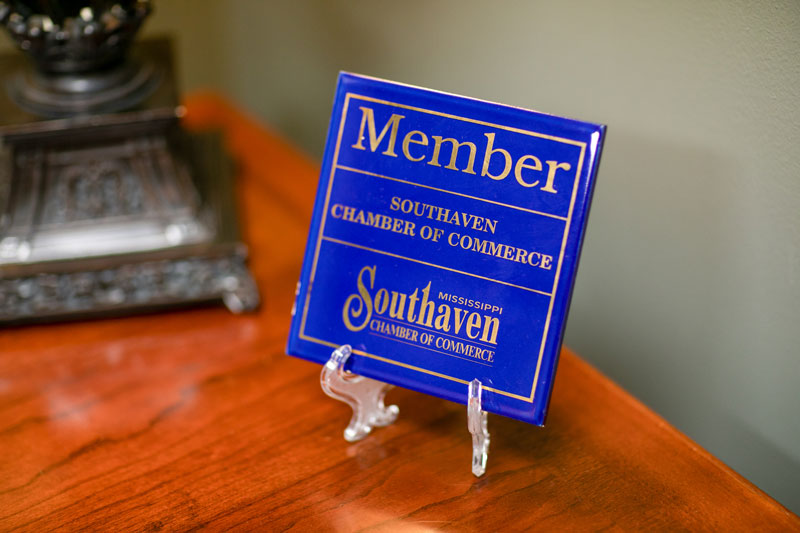 Member
SOUTHAVEN
CHAMBER OF COMMERCE
MISSISSIPPI
Southaven
CHAMBER OF COMMERCE